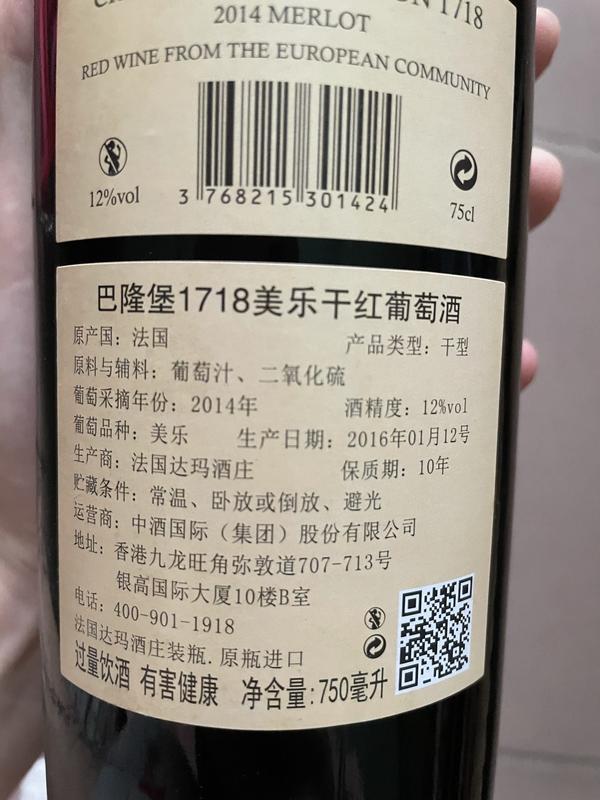 1718
2014 MERLOT
RED WINE FROM THE EUROPEAN COMMUNITY
12%vol
3 768215 301424
75cl
巴隆堡1718美乐干红葡萄酒
原产国：法国 产品类型：干型
原料与辅料：葡萄汁、二氧化硫
葡萄采摘年份：2014年 酒精度：12%vol
葡萄品种：美乐 生产日期：2016年01月12号
生产商：法国达玛酒庄 保质期：10年
贮藏条件：常温、卧放或倒放、避光
运营商：中酒国际（集团）股份有限公司
地址：香港九龙旺角弥敦道707-713号
银高国际大厦10楼B室
电话：400-901-1918
法国达玛酒庄装瓶．原瓶进口
过量饮酒 有害健康 净含量：750毫升